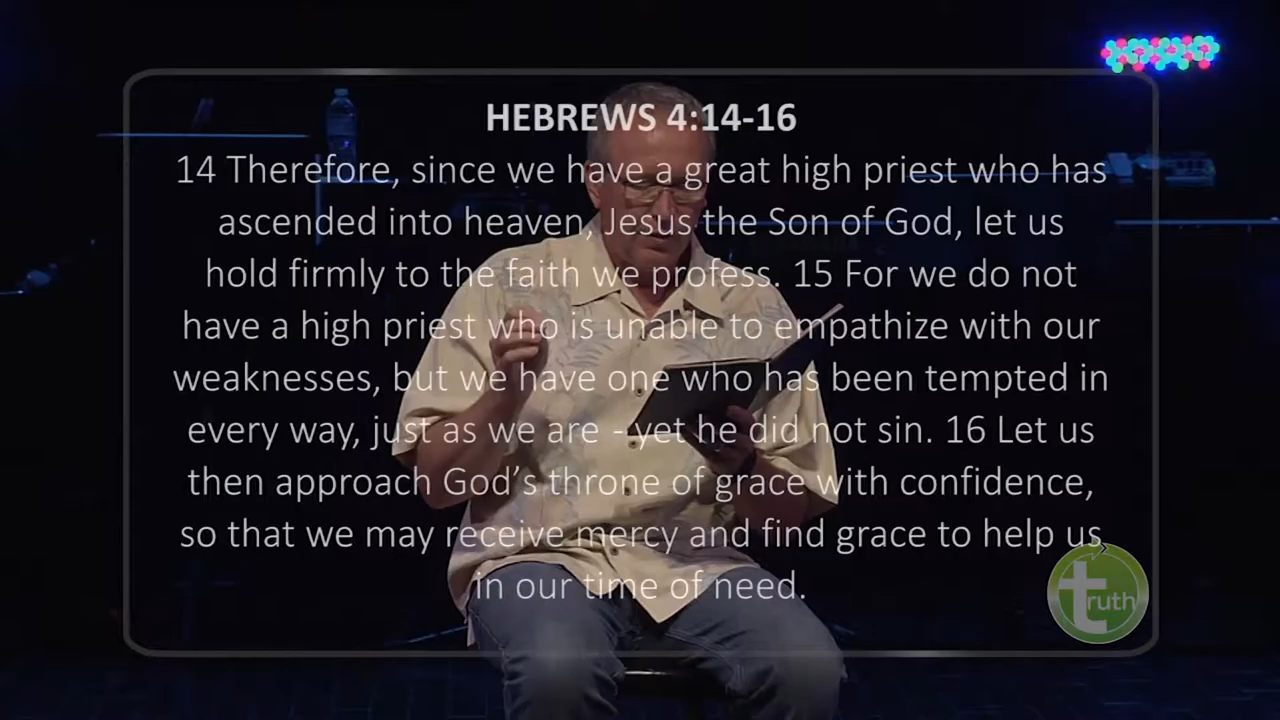 HEBREWS 4:14-16
14 Therefore, since we have a great high priest who has
ascended into heaven, Jesus the Son of God, let us
hold firmly to the faith we profess. 15 For we do not
have a high priest who is unable to empathize with our
weaknesses, but we have one who has been tempted in
every way, just as we are - yet he did not sin. 16 Let us
then approach God’s throne of grace with confidence,
so that we may receive mercy and find grace to help us
in our time of need.
truth